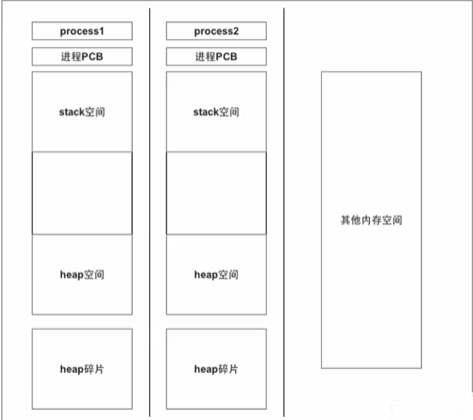 process1
进程PCB
stack空间
heap空间
heap碎片
process2
进程PCB
stack空间
heap空间
heap碎片
其他内存空间